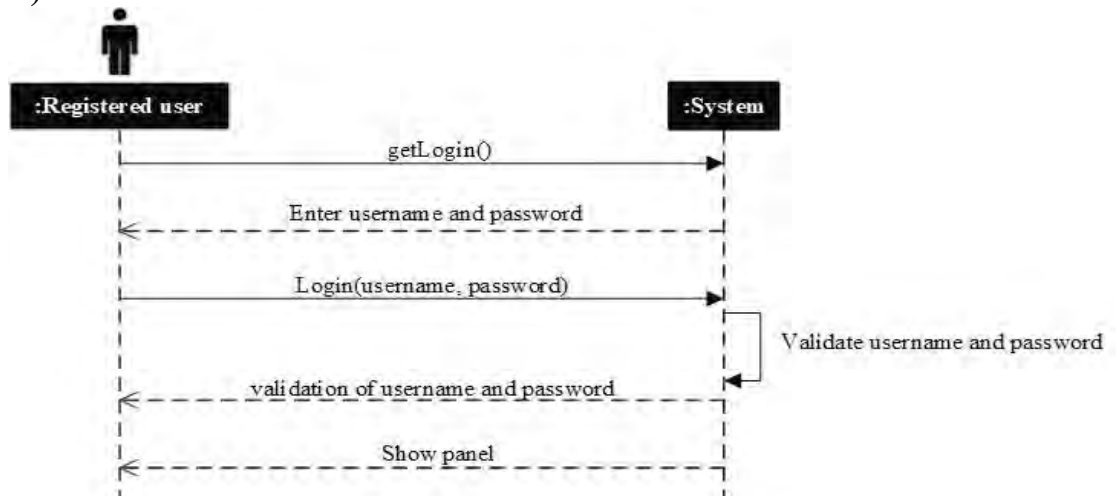 )
:Registered user
:System
getLogin()
Enter username and password
Login(username, password)
Validate username and password
validation of username and password
Show panel